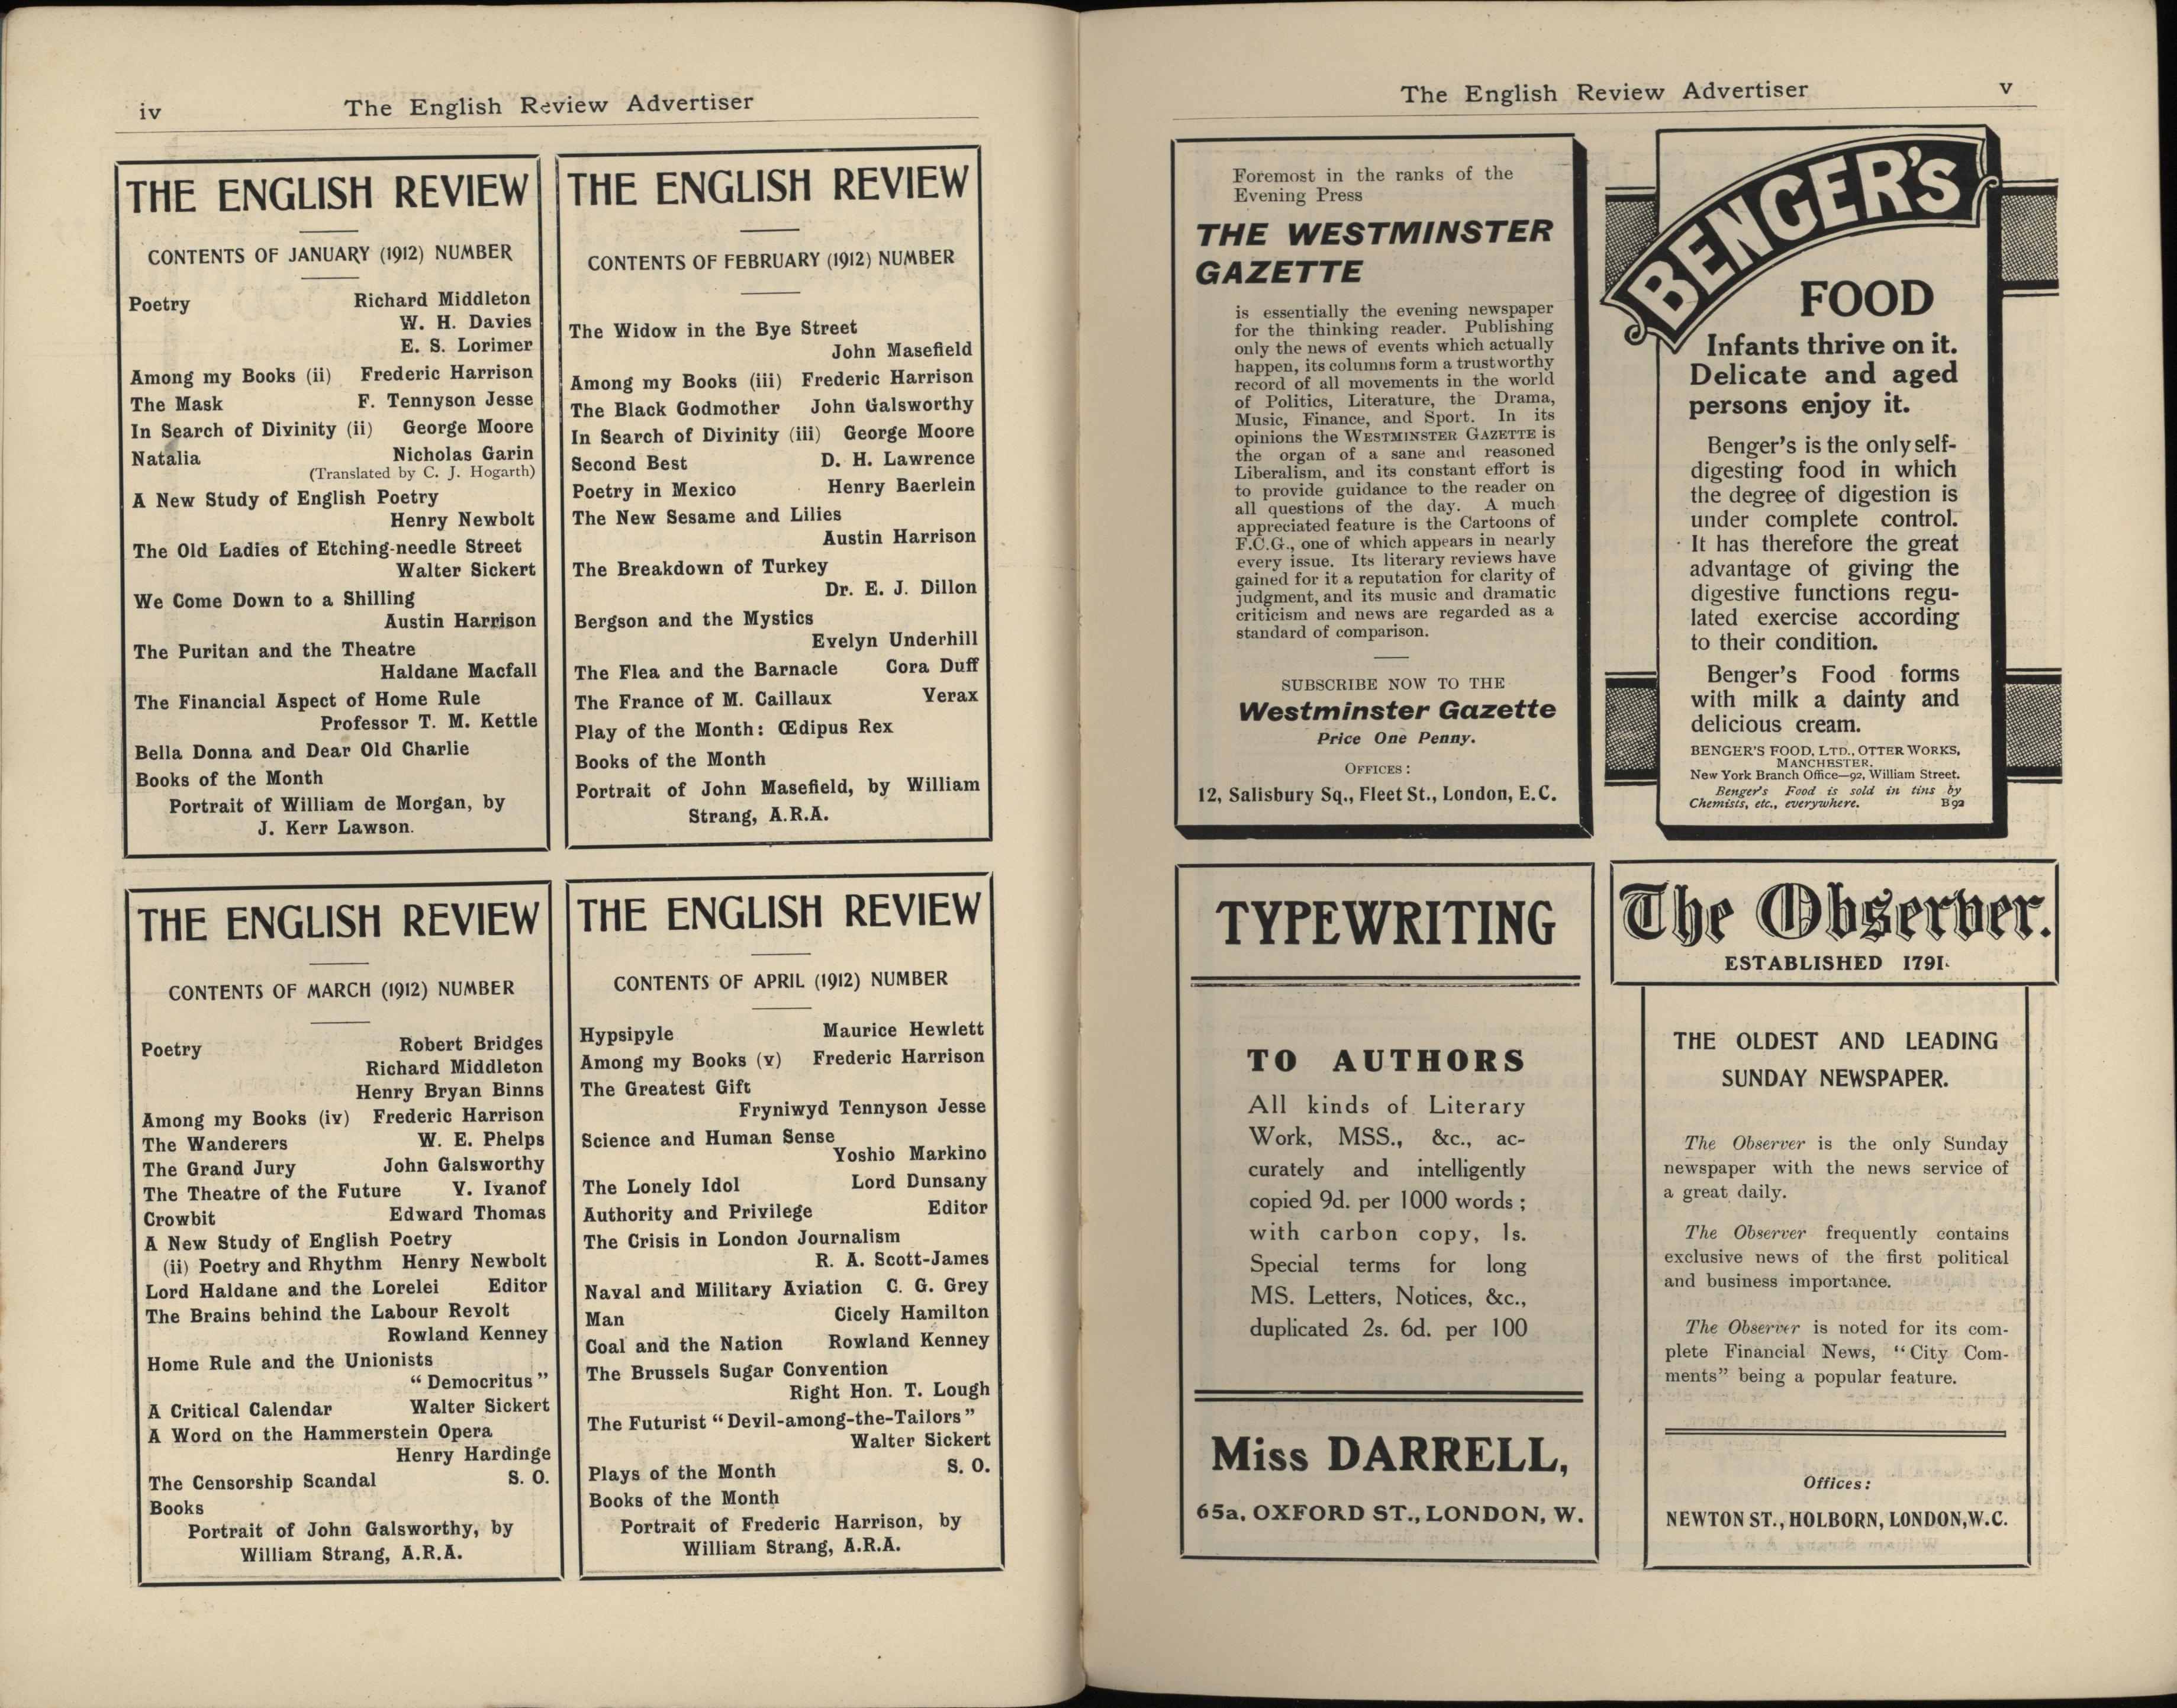 iv
The English Review Advertiser
THE ENGLISH REVIEW
CONTENTS OF JANUARY (1912) NUMBER
Poetry Richard Middleton
W. H. Davies
E. S. Lorimer
Among my Books (ii) Frederic Harrison
The Mask F. Tennyson Jesse
In Search of Divinity (ii) George Moore
Natalia Nicholas Garin
(Translated by C. J. Hogarth)
A New Study of English Poetry
Henry Newbolt
The Old Ladies of Etching-needle Street
Walter Sickert
We Come Down to a Shilling
Austin Harrison
The Puritan and the Theatre
Haldane Macfall
The Financial Aspect of Home Rule
Professor T. M. Kettle
Bella Donna and Dear Old Charlie
Books of the Month
Portrait of William de Morgan, by
J. Kerr Lawson.
THE ENGLISH REVIEW
CONTENTS OF FEBRUARY (1912) NUMBER
The Widow in the Bye Street
John Masefield
Among my Books (iii) Frederic Harrison
The Black Godmother John Galsworthy
In Search of Divinity (iii) George Moore
Second Best D. H. Lawrence
Poetry in Mexico Henry Baerlein
The New Sesame and Lilies
Austin Harrison
The Breakdown of Turkey
Dr. E. J. Dillon
Bergson and the Mystics
Evelyn Underhill
The Flea and the Barnacle Cora Duff
The France of M. Caillaux Verax
Play of the Month: Œdipus Rex
Books of the Month
Portrait of John Masefield, by William
Strang, A.R.A.
THE ENGLISH REVIEW
CONTENTS OF MARCH (1912) NUMBER
Poetry Robert Bridges
Richard Middleton
Henry Bryan Binns
Among my Books (iv) Frederic Harrison
The Wanderers W. E. Phelps
The Grand Jury John Galsworthy
The Theatre of the Future V. Ivanof
Crowbit Edward Thomas
A New Study of English Poetry
(ii) Poetry and Rhythm Henry Newbolt
Lord Haldane and the Lorelei Editor
The Brains behind the Labour Revolt
Rowland Kenney
Home Rule and the Unionists
"Democritus"
A Critical Calendar Walter Sickert
A Word on the Hammerstein Opera
Henry Hardinge
The Censorship Scandal S. O.
Books
Portrait of John Galsworthy, by
William Strang, A.R.A.
THE ENGLISH REVIEW
CONTENTS OF APRIL (1912) NUMBER
Hypsipyle Maurice Hewlett
Among my Books (v) Frederic Harrison
The Greatest Gift
Fryniwyd Tennyson Jesse
Science and Human Sense
Yoshio Markino
The Lonely Idol Lord Dunsany
Authority and Privilege Editor
The Crisis in London Journalism
R. A. Scott-James
Naval and Military Aviation C. G. Grey
Man Cicely Hamilton
Coal and the Nation Rowland Kenney
The Brussels Sugar Convention
Right Hon. T. Lough
The Futurist "Devil-among-the-Tailors"
Walter Sickert
Plays of the Month S. O.
Books of the Month
Portrait of Frederic Harrison, by
William Strang, A.R.A.
The English Review Advertiser
v
Foremost in the ranks of the
Evening Press
THE WESTMINSTER
GAZETTE
is essentially the evening newspaper
for the thinking reader. Publishing
only the news of events which actually
happen, its columns form a trustworthy
record of all movements in the world
of Politics, Literature, the Drama,
Music, Finance, and Sport. In its
opinions the WESTMINSTER GAZETTE is
the organ of a sane and reasoned
Liberalism, and its constant effort is
to provide guidance to the reader on
all questions of the day. A much
appreciated feature is the Cartoons of
F.C.G., one of which appears in nearly
every issue. Its literary reviews have
gained for it a reputation for clarity of
judgment, and its music and dramatic
criticism and news are regarded as a
standard of comparison.
SUBSCRIBE NOW TO THE
Westminster Gazette
Price One Penny.
OFFICES:
12, Salisbury Sq., Fleet St., London, E.C.
BENGER'S
FOOD
Infants thrive on it.
Delicate and aged
persons enjoy it.
Benger's is the only self-
digesting food in which
the degree of digestion is
under complete control.
It has therefore the great
advantage of giving the
digestive functions regu-
lated exercise according
to their condition.
Benger's Food forms
with milk a dainty and
delicious cream.
BENGER'S FOOD, LTD., OTTER WORKS,
MANCHESTER.
New York Branch Office—92, William Street.
Benger's Food is sold in tins by
Chemists, etc., everywhere. B92
TYPEWRITING
TO AUTHORS
All kinds of Literary
Work, MSS., &c., ac-
curately and intelligently
copied 9d. per 1000 words;
with carbon copy, 1s.
Special terms for long
MS. Letters, Notices, &c.,
duplicated 2s. 6d. per 100
Miss DARRELL,
65a, OXFORD ST., LONDON, W.
The Observer.
ESTABLISHED 1791.
THE OLDEST AND LEADING
SUNDAY NEWSPAPER.
The Observer is the only Sunday
newspaper with the news service of
a great daily.
The Observer frequently contains
exclusive news of the first political
and business importance.
The Observer is noted for its com-
plete Financial News, "City Com-
ments" being a popular feature.
Offices:
NEWTON ST., HOLBORN, LONDON, W.C.